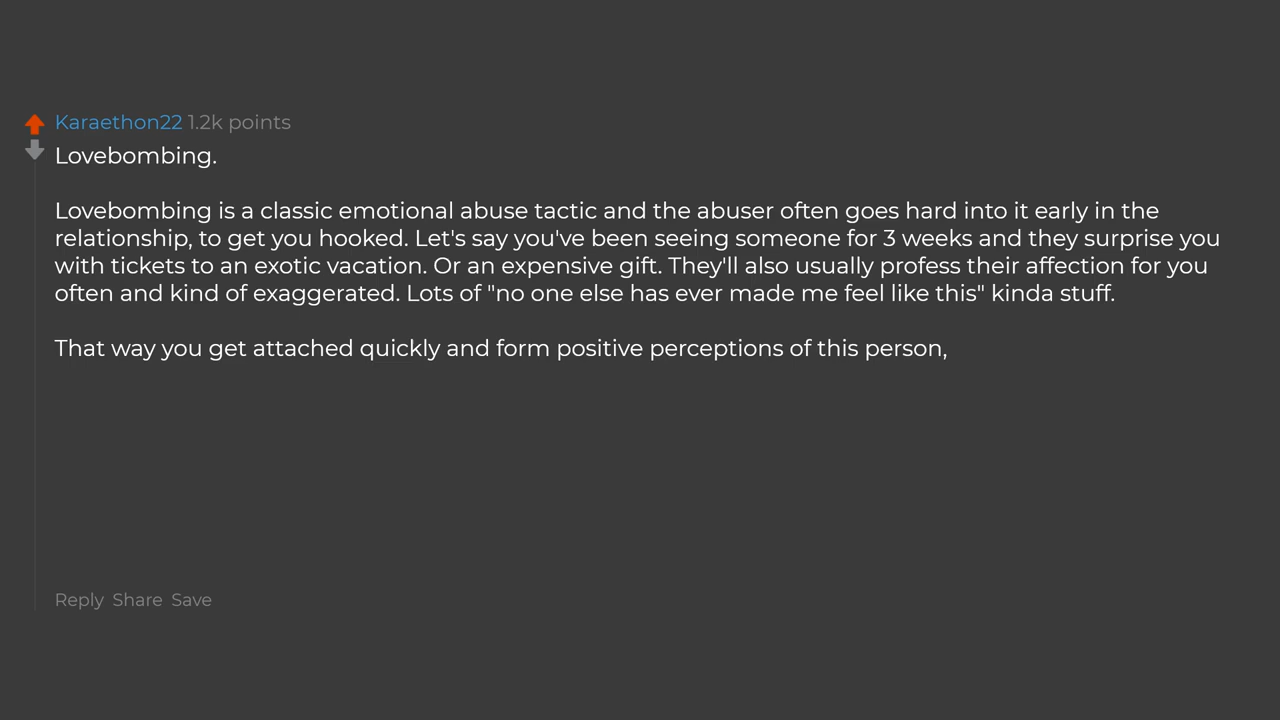 Karaethon22 1.2k points
Lovebombing.
Lovebombing is a classic emotional abuse tactic and the abuser often goes hard into it early in the
relationship, to get you hooked. Let's say you've been seeing someone for 3 weeks and they surprise you
with tickets to an exotic vacation. Or an expensive gift. They'll also usually profess their affection for you
often and kind of exaggerated. Lots of "no one else has ever made me feel like this" kinda stuff.
That way you get attached quickly and form positive perceptions of this person,
Reply Share Save